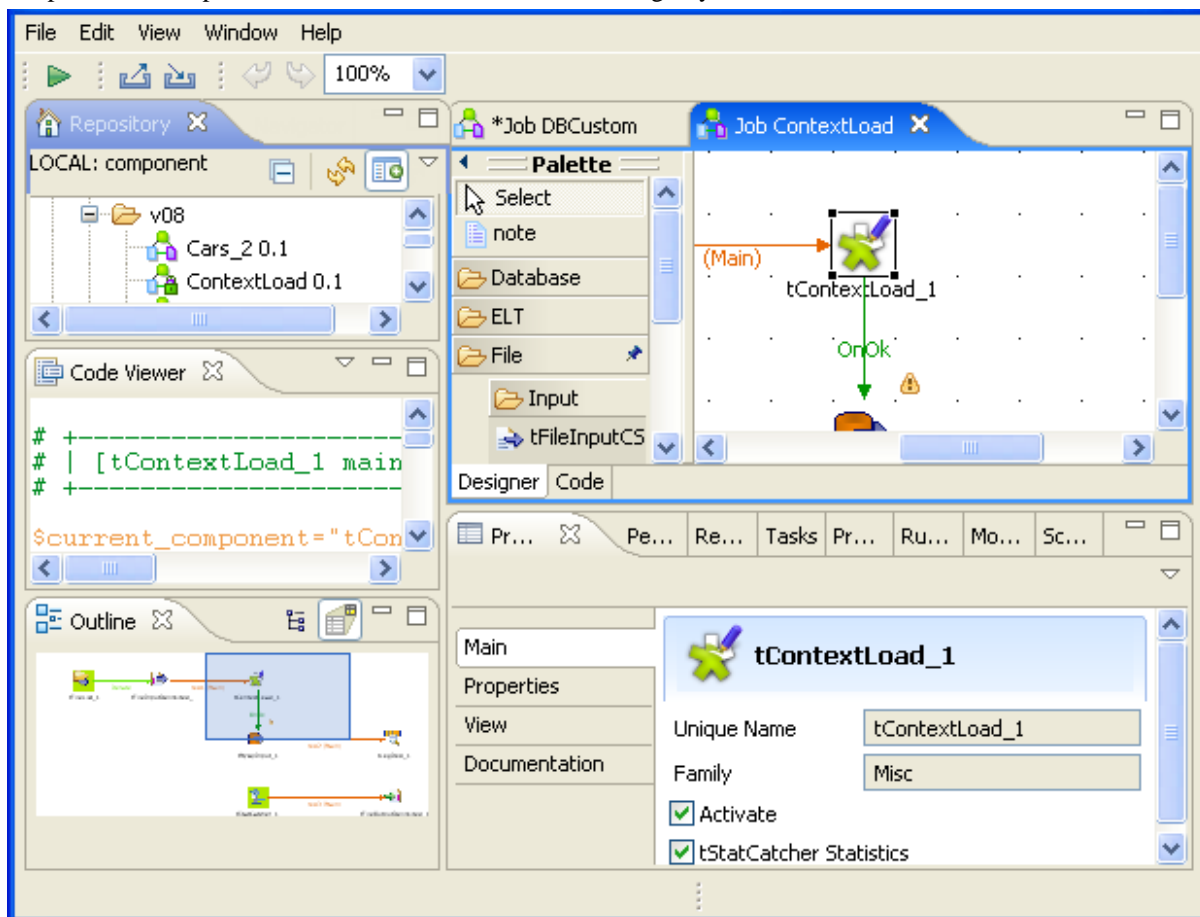 File Edit View Window Help
100%
Repository
LOCAL: component
v08
Cars_2 0.1
ContextLoad 0.1
*Job DBCustom
Job ContextLoad
Palette
Select
note
Database
ELT
File
Input
tFileInputCS
(Main)
tContextLoad_1
OnOk
Designer Code
Code Viewer
# +----------------------
# | [tContextLoad_1 main
# +----------------------
$current_component="tCon
Outline
Pr... Pe... Re... Tasks Pr... Ru... Mo... Sc...
Main
Properties
View
Documentation
tContextLoad_1
Unique Name tContextLoad_1
Family Misc
Activate
tStatCatcher Statistics